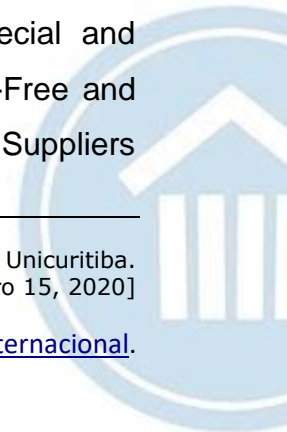 ecial and
-Free and
Suppliers
Unicuritiba.
o 15, 2020]
ternacional.